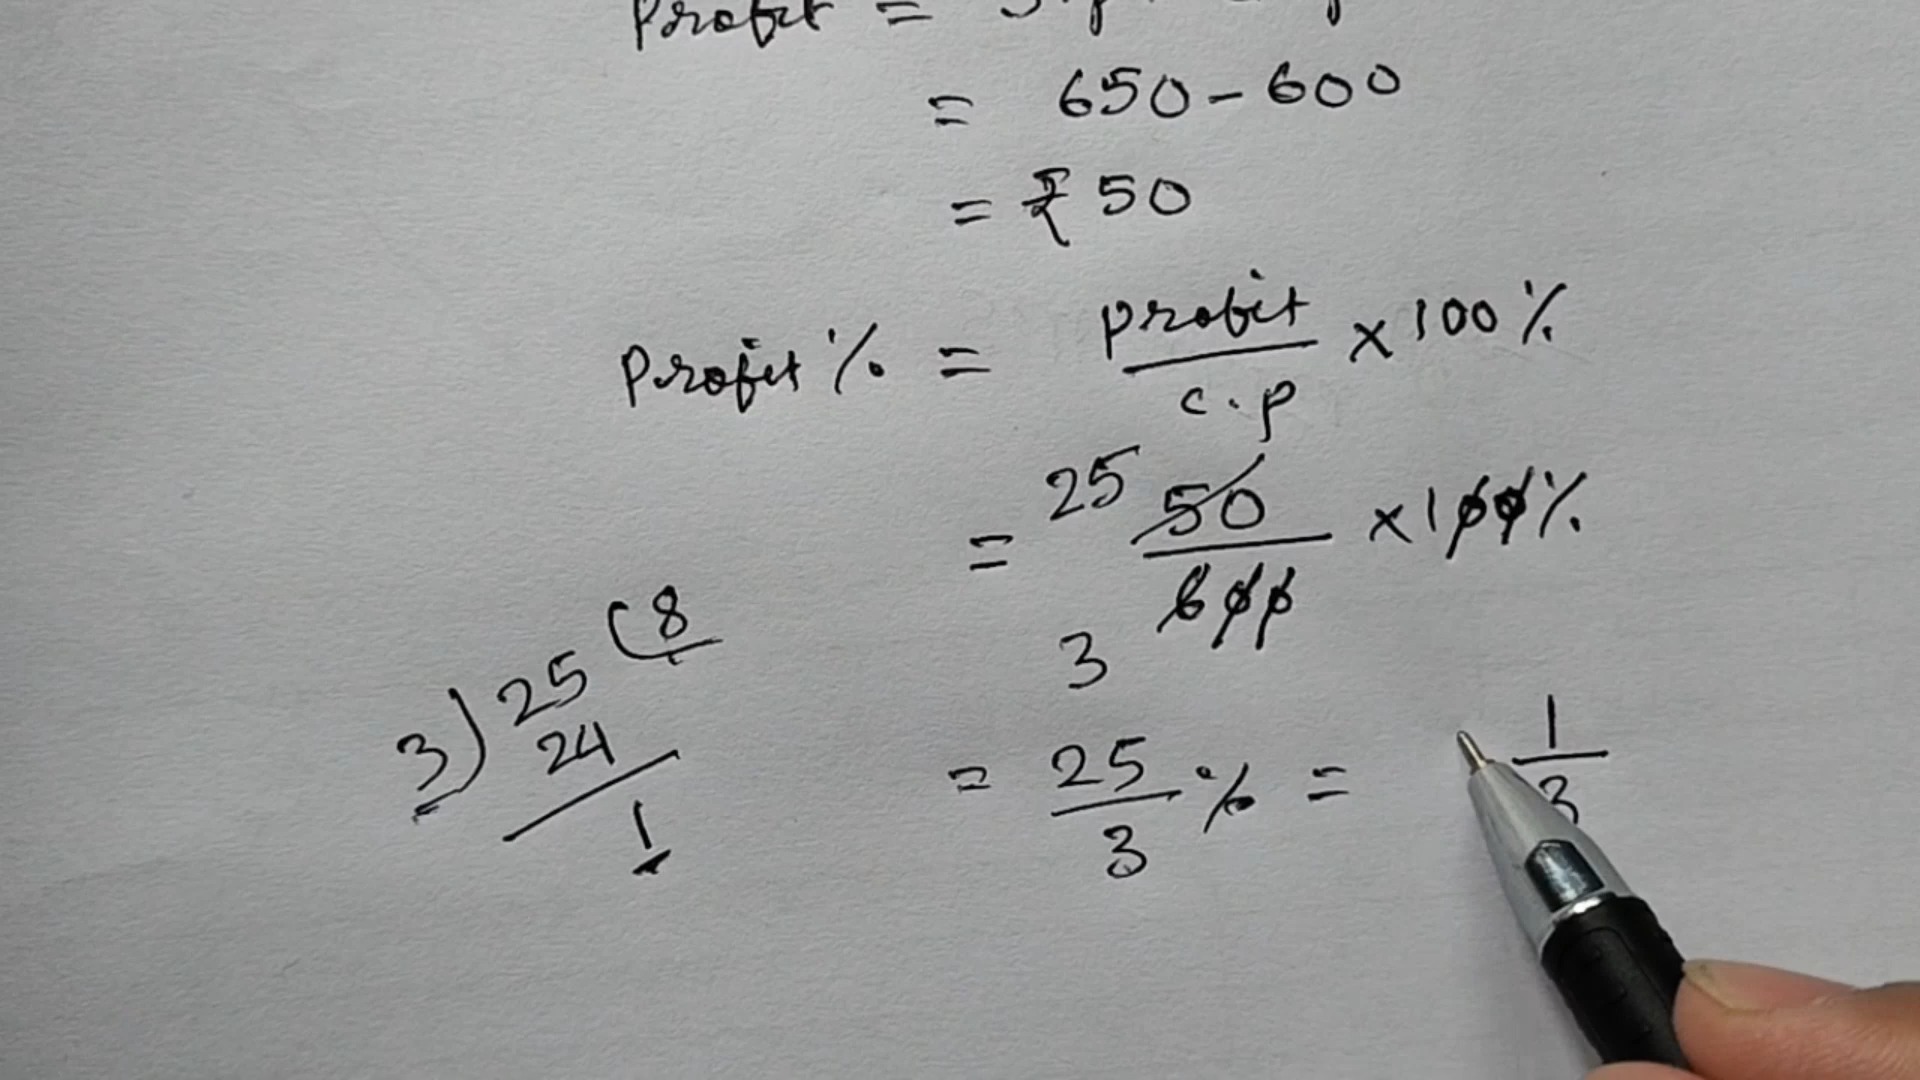 Profit =
= 650 - 600
= ₹ 50
Profit % = profit / c.p × 100 %
= 25 50 / 600 × 100 %
3
3 ) 25 ( 8
24
1
= 25 / 3 % = 1 / 3